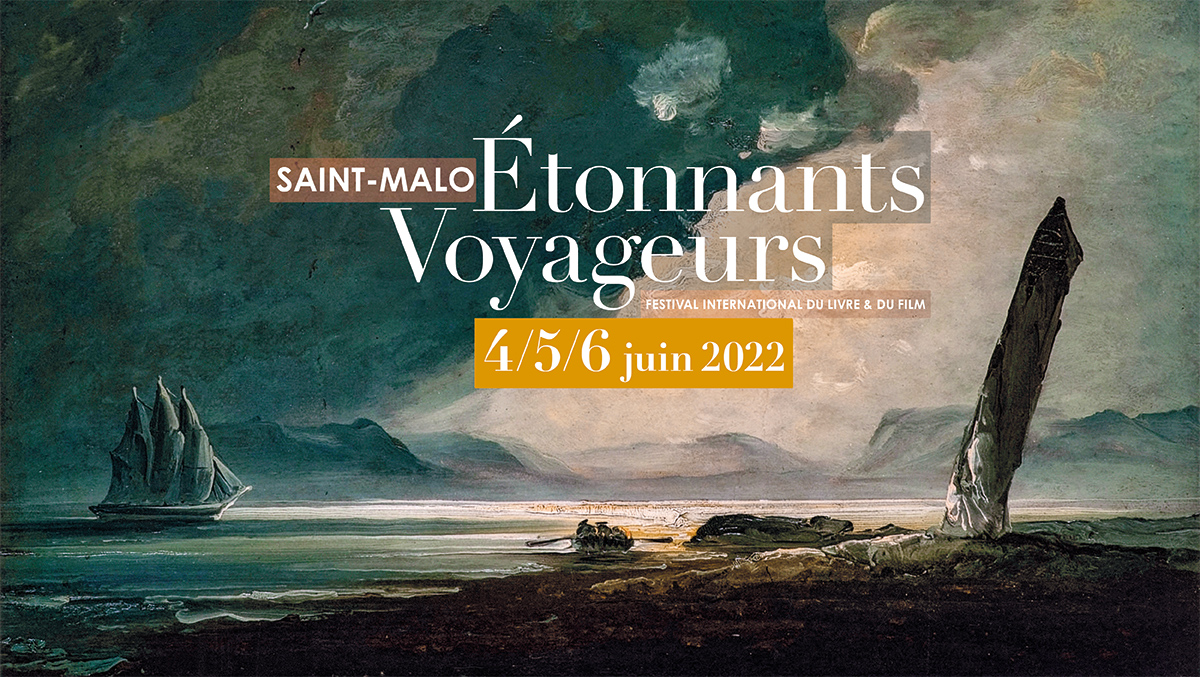 SAINT-MALO
Étonnants
Voyageurs
FESTIVAL INTERNATIONAL DU LIVRE & DU FILM
4/5/6 juin 2022